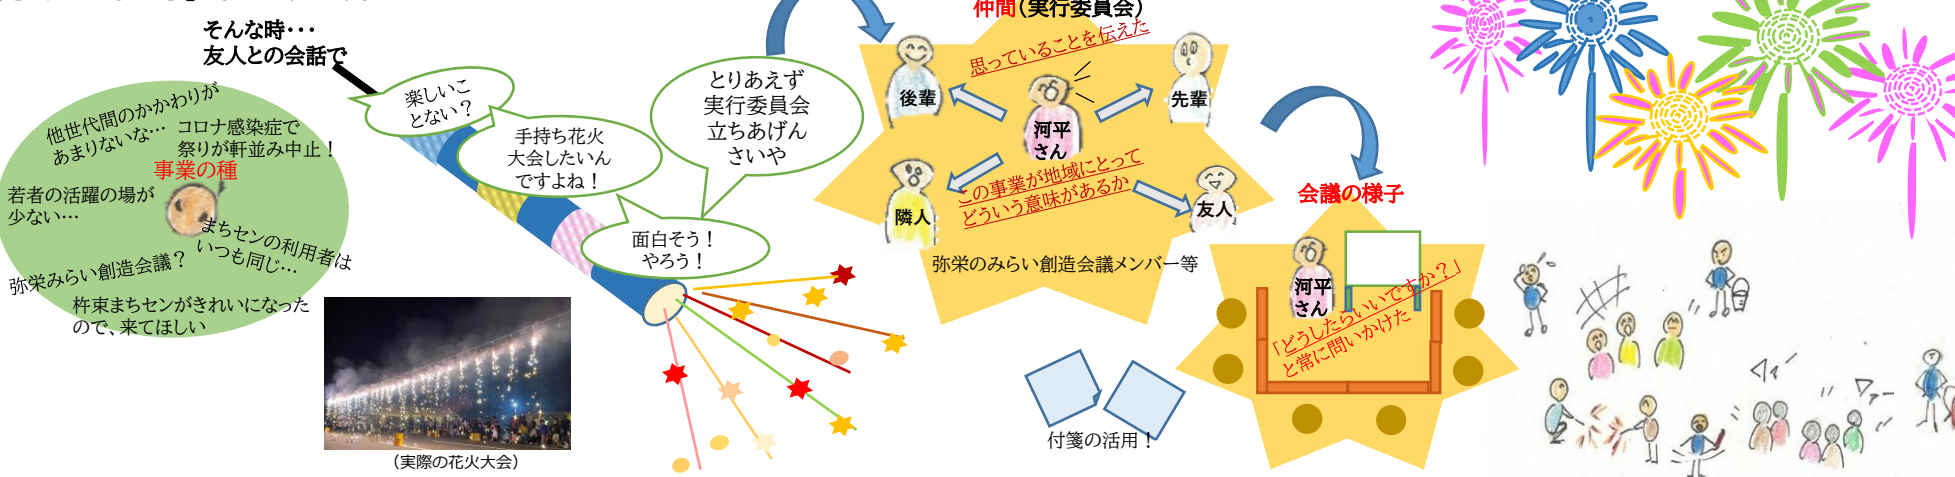 そんな時・・・
友人との会話で
他世代間のかかわりが
あまりないな…
コロナ感染症で
祭りが軒並み中止！
事業の種
若者の活躍の場が
少ない…
まちセンの利用者は
いつも同じ…
弥栄みらい創造会議？
杵束まちセンがきれいになった
ので、来てほしい
楽しいこ
とない？
手持ち花火
大会したいん
ですよね！
面白そう！
やろう！
とりあえず
実行委員会
立ちあげん
さいや
（実際の花火大会）
仲間（実行委員会）
思っていることを伝えた
後輩
先輩
河平
さん
この事業が地域にとって
どういう意味があるか
隣人
友人
弥栄のみらい創造会議メンバー等
会議の様子
河平
さん
「どうしたらいいですか？」
と常に問いかけた
付箋の活用！